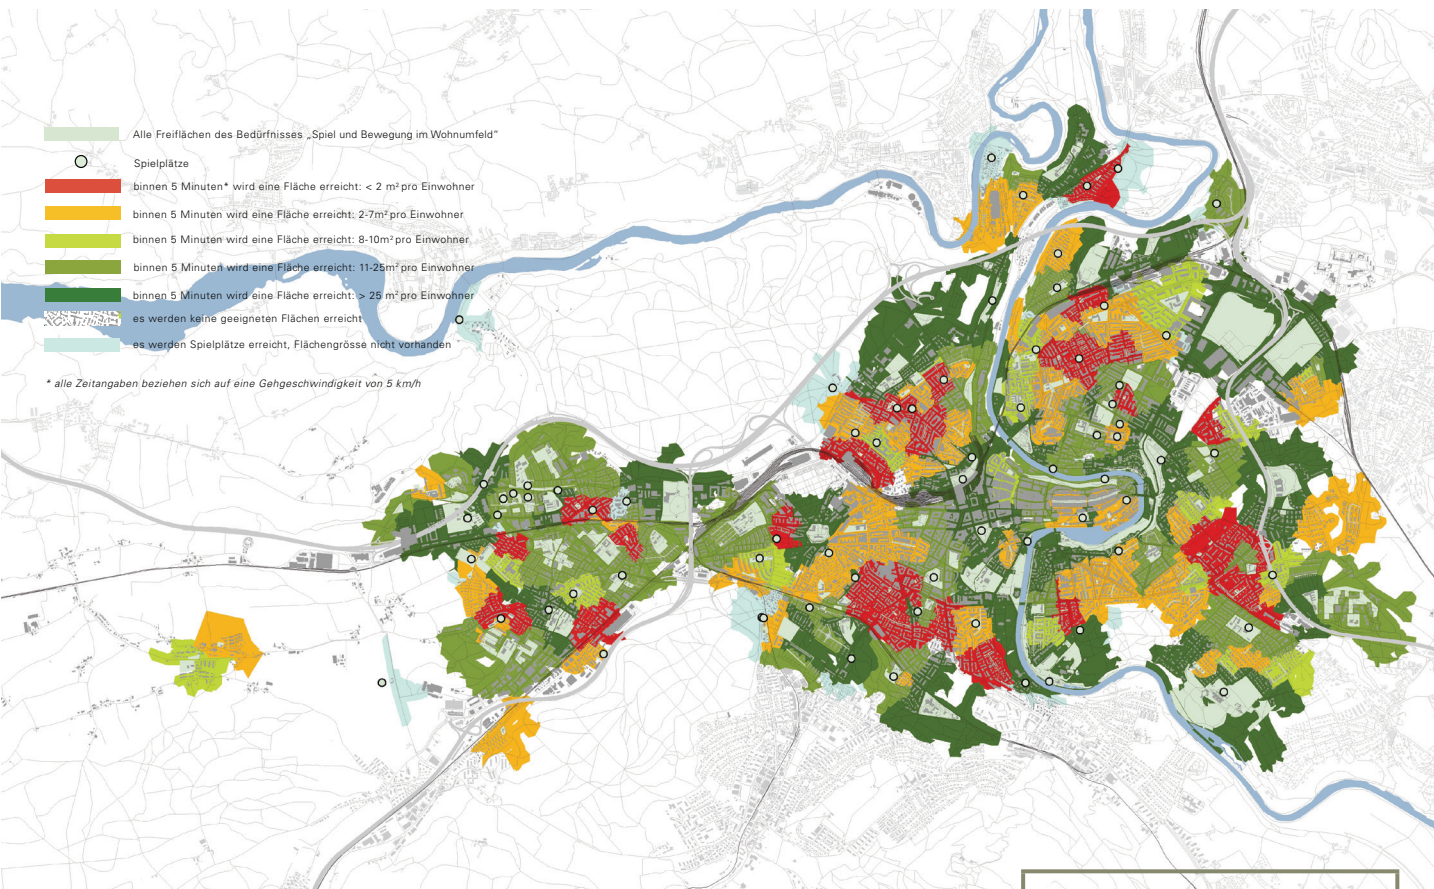 Alle Freiflächen des Bedürfnisses „Spiel und Bewegung im Wohnumfeld“
Spielplätze
binnen 5 Minuten* wird eine Fläche erreicht: < 2 m² pro Einwohner
binnen 5 Minuten wird eine Fläche erreicht: 2-7m² pro Einwohner
binnen 5 Minuten wird eine Fläche erreicht: 8-10m² pro Einwohner
binnen 5 Minuten wird eine Fläche erreicht: 11-25m² pro Einwohner
binnen 5 Minuten wird eine Fläche erreicht: > 25 m² pro Einwohner
es werden keine geeigneten Flächen erreicht
es werden Spielplätze erreicht, Flächengrösse nicht vorhanden
* alle Zeitangaben beziehen sich auf eine Gehgeschwindigkeit von 5 km/h